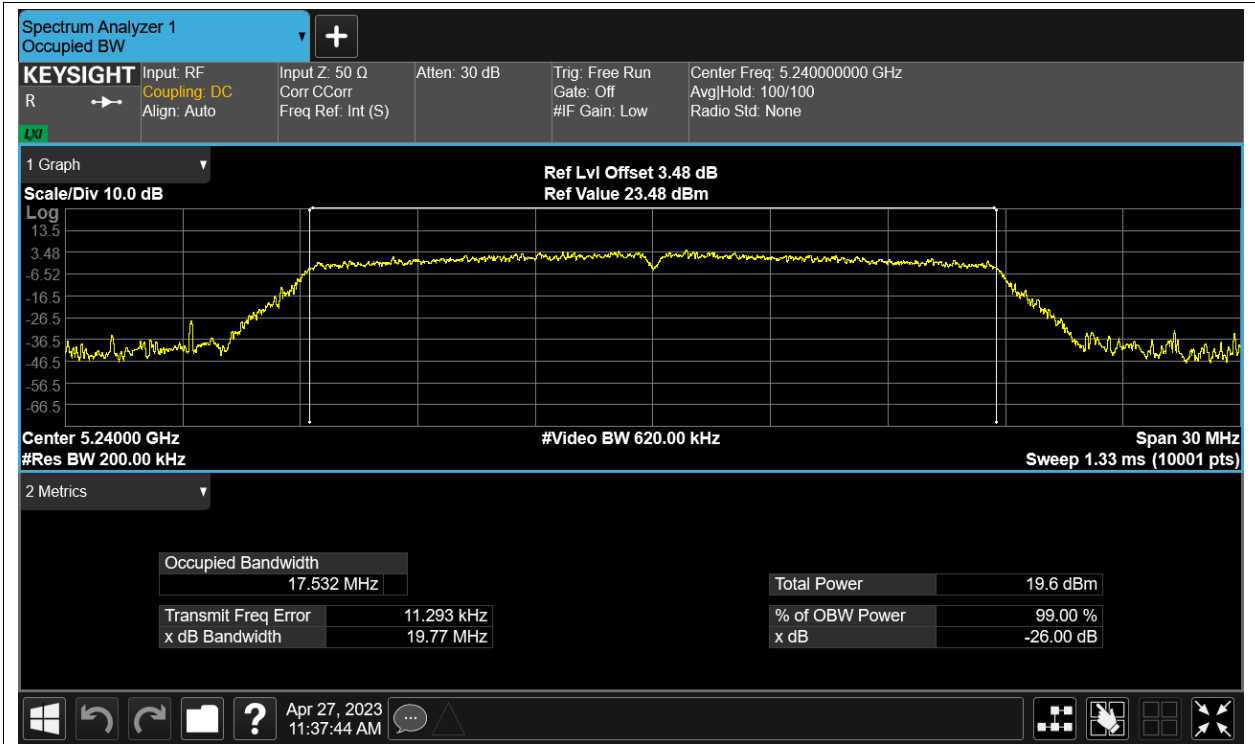 Spectrum Analyzer 1
Occupied BW
KEYSIGHT
R
LXI
Input: RF
Coupling: DC
Align: Auto
Input Z: 50 Ω
Corr CCorr
Freq Ref: Int (S)
Atten: 30 dB
Trig: Free Run
Gate: Off
#IF Gain: Low
Center Freq: 5.240000000 GHz
Avg|Hold: 100/100
Radio Std: None
1 Graph
Scale/Div 10.0 dB
Ref Lvl Offset 3.48 dB
Ref Value 23.48 dBm
Log
13.5
3.48
-6.52
-16.5
-26.5
-36.5
-46.5
-56.5
-66.5
Center 5.24000 GHz
#Res BW 200.00 kHz
#Video BW 620.00 kHz
Span 30 MHz
Sweep 1.33 ms (10001 pts)
2 Metrics
Occupied Bandwidth
17.532 MHz
Transmit Freq Error 11.293 kHz
x dB Bandwidth 19.77 MHz
Total Power 19.6 dBm
% of OBW Power 99.00 %
x dB -26.00 dB
Apr 27, 2023
11:37:44 AM